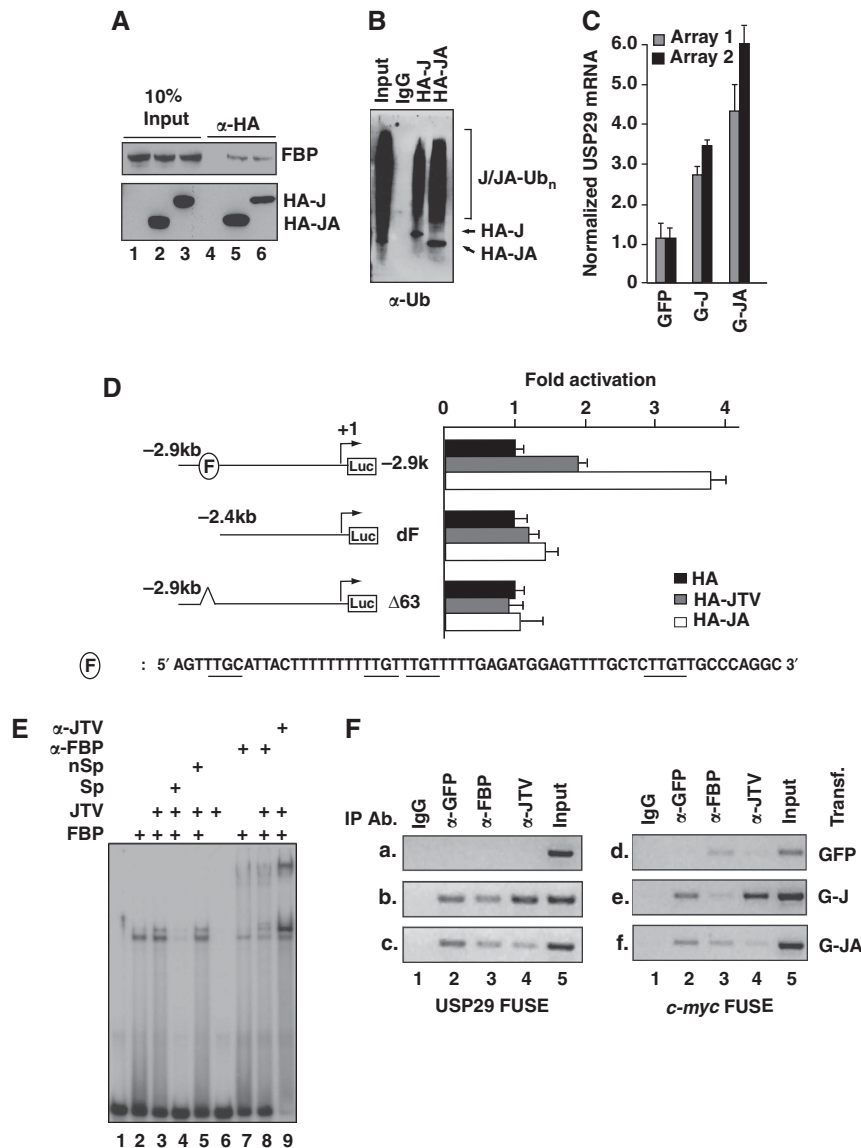 A
10%
Input
α-HA
FBP
HA-J
HA-JA
1 2 3 4 5 6
B
Input
IgG
HA-J
HA-JA
J/JA-Ubn
HA-J
HA-JA
α-Ub
C
Normalized USP29 mRNA
6.0
5.0
4.0
3.0
2.0
1.0
0
Array 1
Array 2
GFP
G-J
G-JA
D
Fold activation
0 1 2 3 4
−2.9kb
F
+1
Luc
−2.9k
−2.4kb
Luc
dF
−2.9kb
Luc
Δ63
HA
HA-JTV
HA-JA
F : 5′ AGTTTGCATTACTTTTTTTTTTGTTTGTTTTTGAGATGGAGTTTTGCTCTTGTTGCCCAGGC 3′
E
α-JTV +
α-FBP + +
nSp +
Sp +
JTV + + + + + +
FBP + + + + + + +
1 2 3 4 5 6 7 8 9
F
IP Ab.
IgG
α-GFP
α-FBP
α-JTV
Input
a.
b.
c.
1 2 3 4 5
USP29 FUSE
IgG
α-GFP
α-FBP
α-JTV
Input
Transf.
d. GFP
e. G-J
f. G-JA
1 2 3 4 5
c-myc FUSE